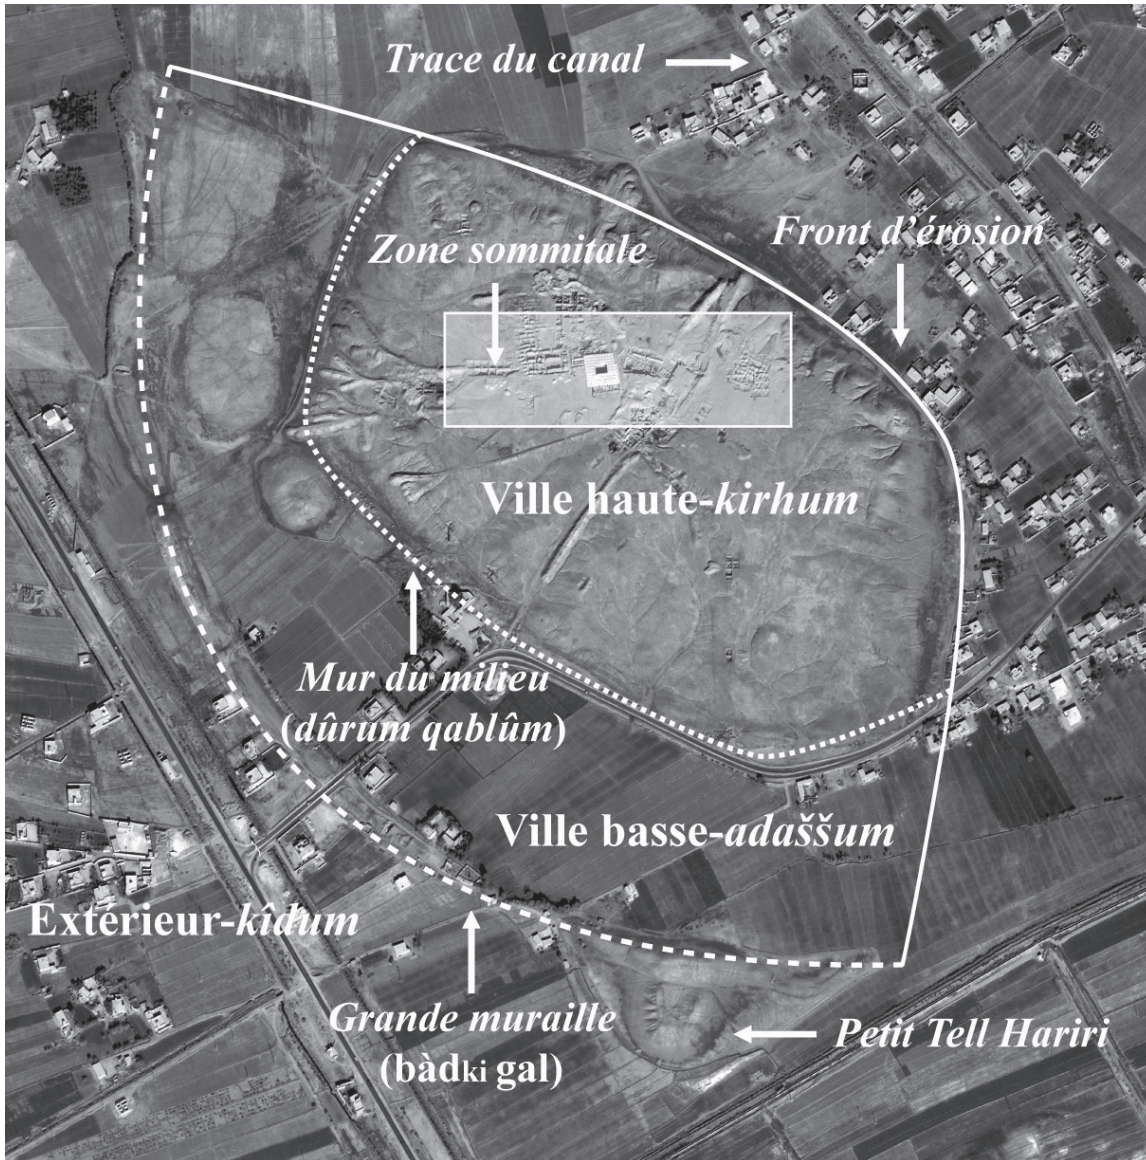 Trace du canal
Front d’érosion
Zone sommitale
Ville haute-kirhum
Mur du milieu
(dûrum qablûm)
Ville basse-adaššum
Extérieur-kîdum
Grande muraille
(bàdki gal)
Petit Tell Hariri